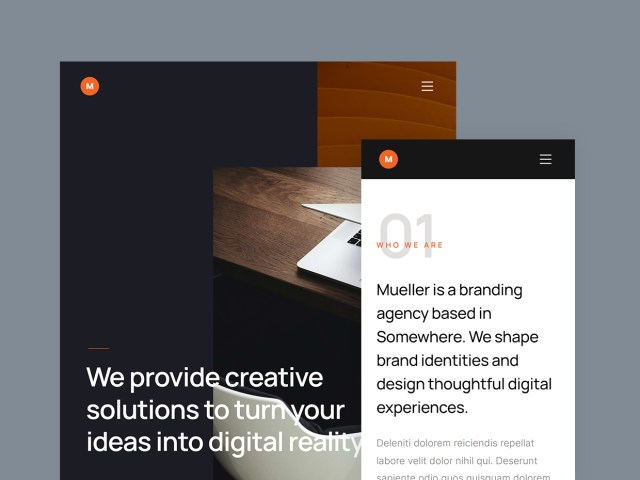 M
We provide creative
solutions to turn your
ideas into digital reality
M
01
WHO WE ARE
Mueller is a branding
agency based in
Somewhere. We shape
brand identities and
design thoughtful digital
experiences.
Deleniti dolorem reiciendis repellat
labore velit dolor nihil qui. Deserunt
sapiente odio quos quisquam dolorem